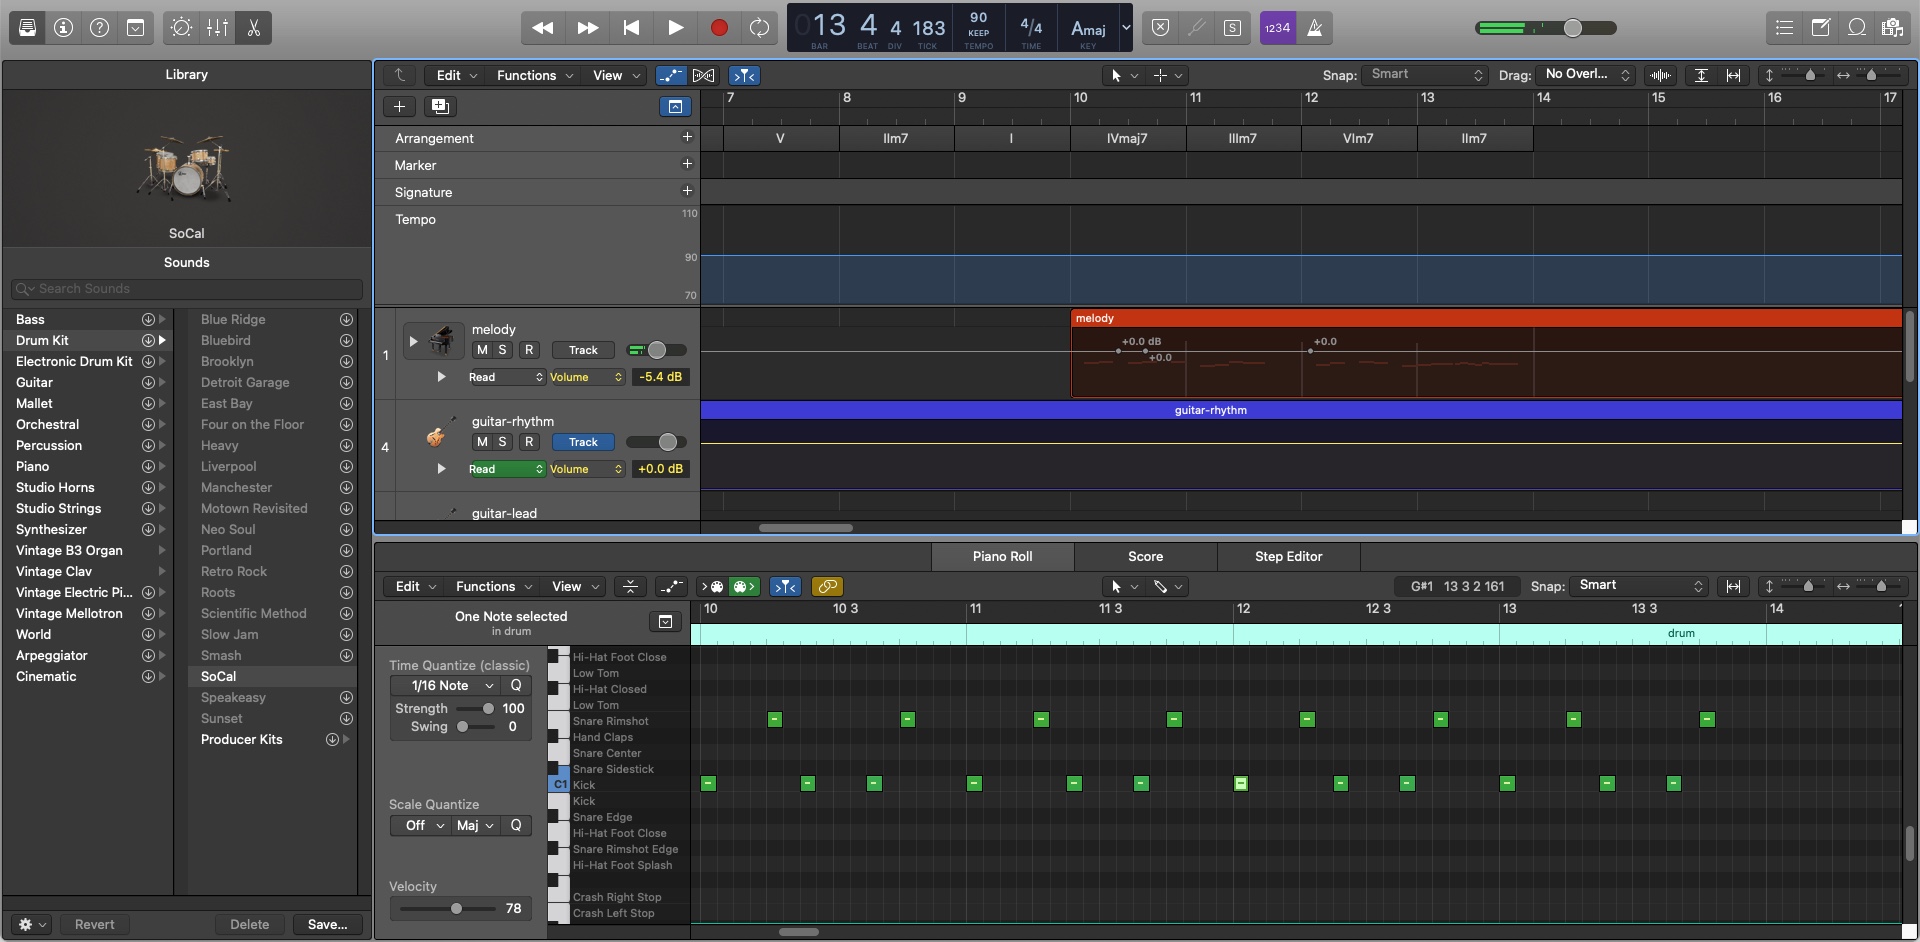 013 4 4 183 90 KEEP 4/4 Amaj 1234
BAR BEAT DIV TICK TEMPO TIME KEY
Library
SoCal
Sounds
Search Sounds
Bass
Drum Kit
Electronic Drum Kit
Guitar
Mallet
Orchestral
Percussion
Piano
Studio Horns
Studio Strings
Synthesizer
Vintage B3 Organ
Vintage Clav
Vintage Electric Pi...
Vintage Mellotron
World
Arpeggiator
Cinematic
Blue Ridge
Bluebird
Brooklyn
Detroit Garage
East Bay
Four on the Floor
Heavy
Liverpool
Manchester
Motown Revisited
Neo Soul
Portland
Retro Rock
Roots
Scientific Method
Slow Jam
Smash
SoCal
Speakeasy
Sunset
Producer Kits
Revert Delete Save...
Edit Functions View Snap: Smart Drag: No Overl...
7 8 9 10 11 12 13 14 15 16 17
Arrangement V IIm7 I IVmaj7 IIIm7 VIm7 IIm7
Marker
Signature
Tempo 110
90
70
1 melody
M S R Track
Read Volume -5.4 dB
melody
+0.0 dB +0.0
+0.0
4 guitar-rhythm
M S R Track
Read Volume +0.0 dB
guitar-rhythm
guitar-lead
Piano Roll Score Step Editor
Edit Functions View G#1 13 3 2 161 Snap: Smart
One Note selected
in drum
10 10 3 11 11 3 12 12 3 13 13 3 14
drum
Time Quantize (classic)
1/16 Note Q
Strength 100
Swing 0
Scale Quantize
Off Maj Q
Velocity
78
C1
Hi-Hat Foot Close
Low Tom
Hi-Hat Closed
Low Tom
Snare Rimshot
Hand Claps
Snare Center
Snare Sidestick
Kick
Kick
Snare Edge
Hi-Hat Foot Close
Snare Rimshot Edge
Hi-Hat Foot Splash
Crash Right Stop
Crash Left Stop